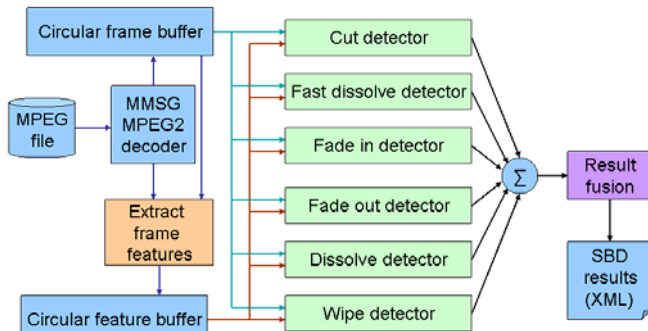 Circular frame buffer
MPEG
file
MMSG
MPEG2
decoder
Extract
frame
features
Circular feature buffer
Cut detector
Fast dissolve detector
Fade in detector
Fade out detector
Dissolve detector
Wipe detector
Σ
Result
fusion
SBD
results
(XML)